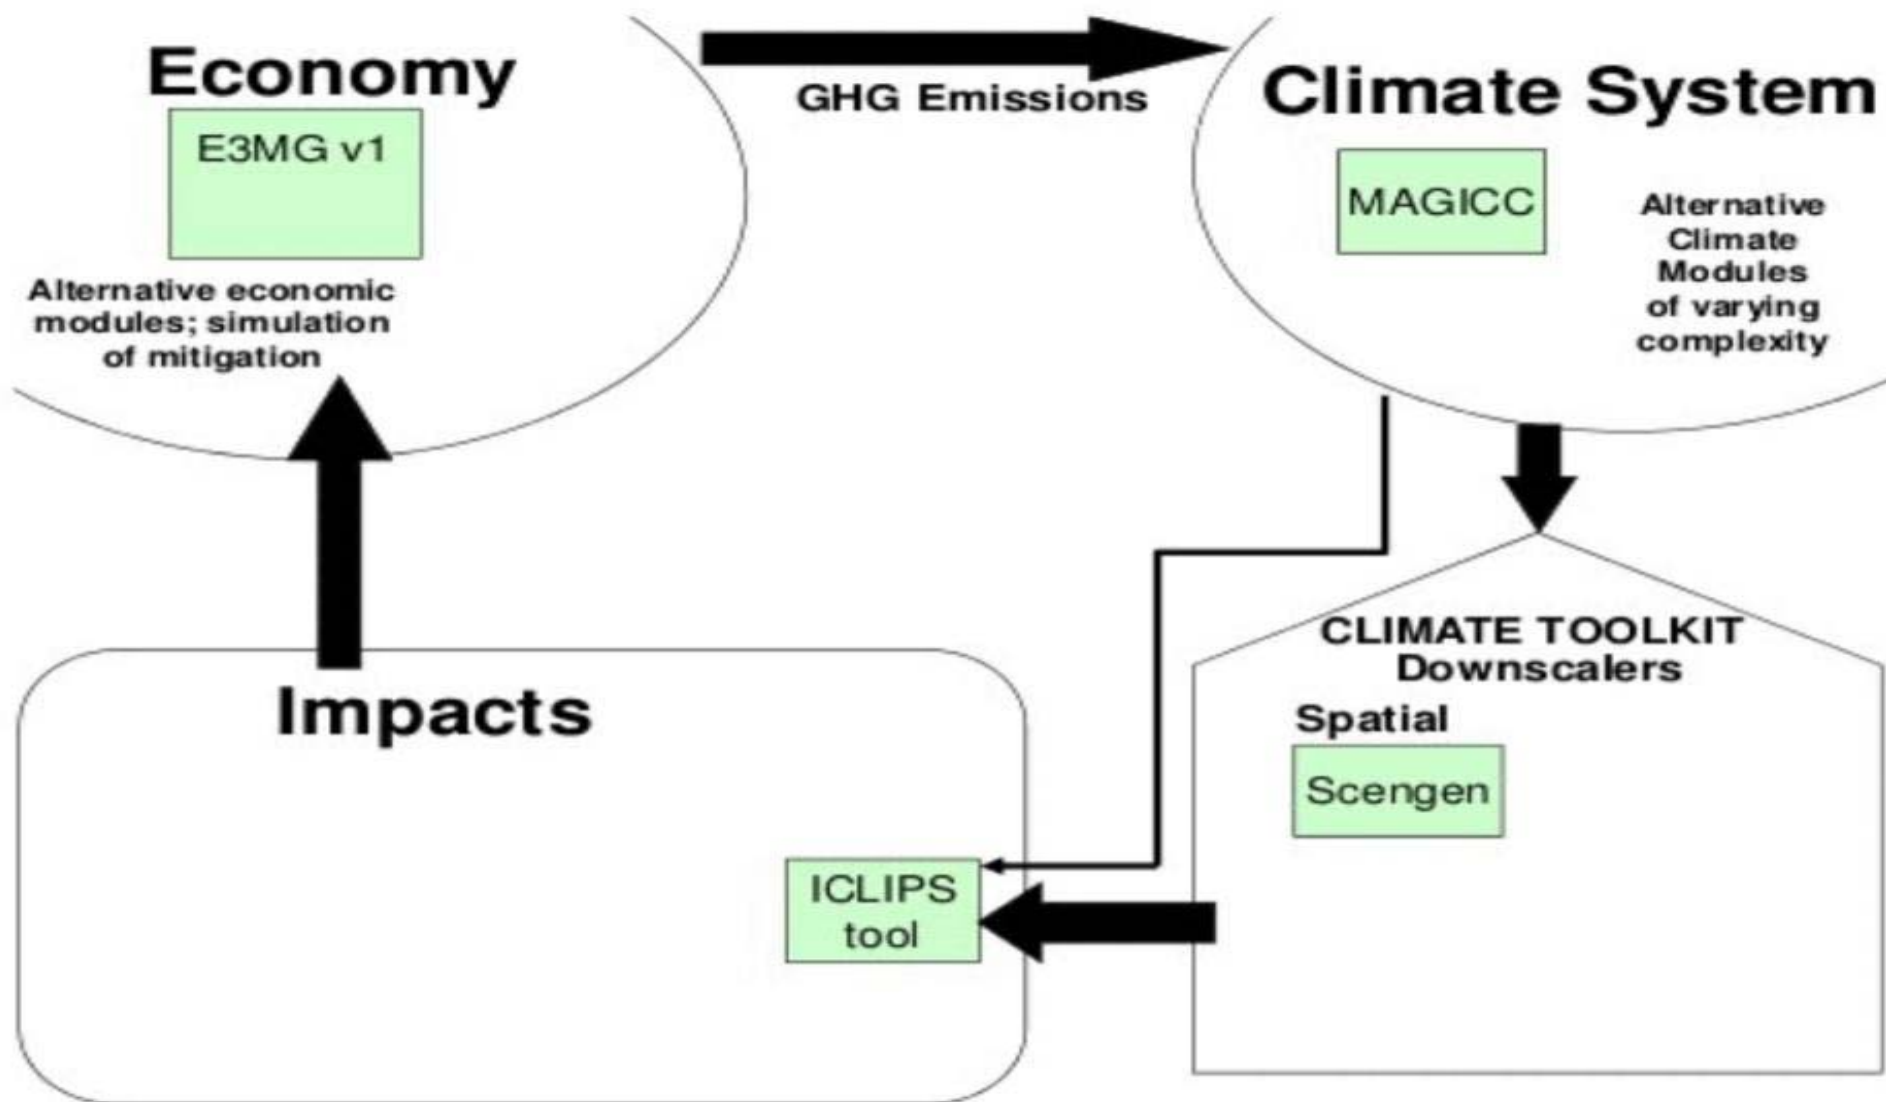 Economy
E3MG v1
Alternative economic
modules; simulation
of mitigation
GHG Emissions
Climate System
MAGICC
Alternative
Climate
Modules
of varying
complexity
CLIMATE TOOLKIT
Downscalers
Spatial
Scengen
Impacts
ICLIPS
tool